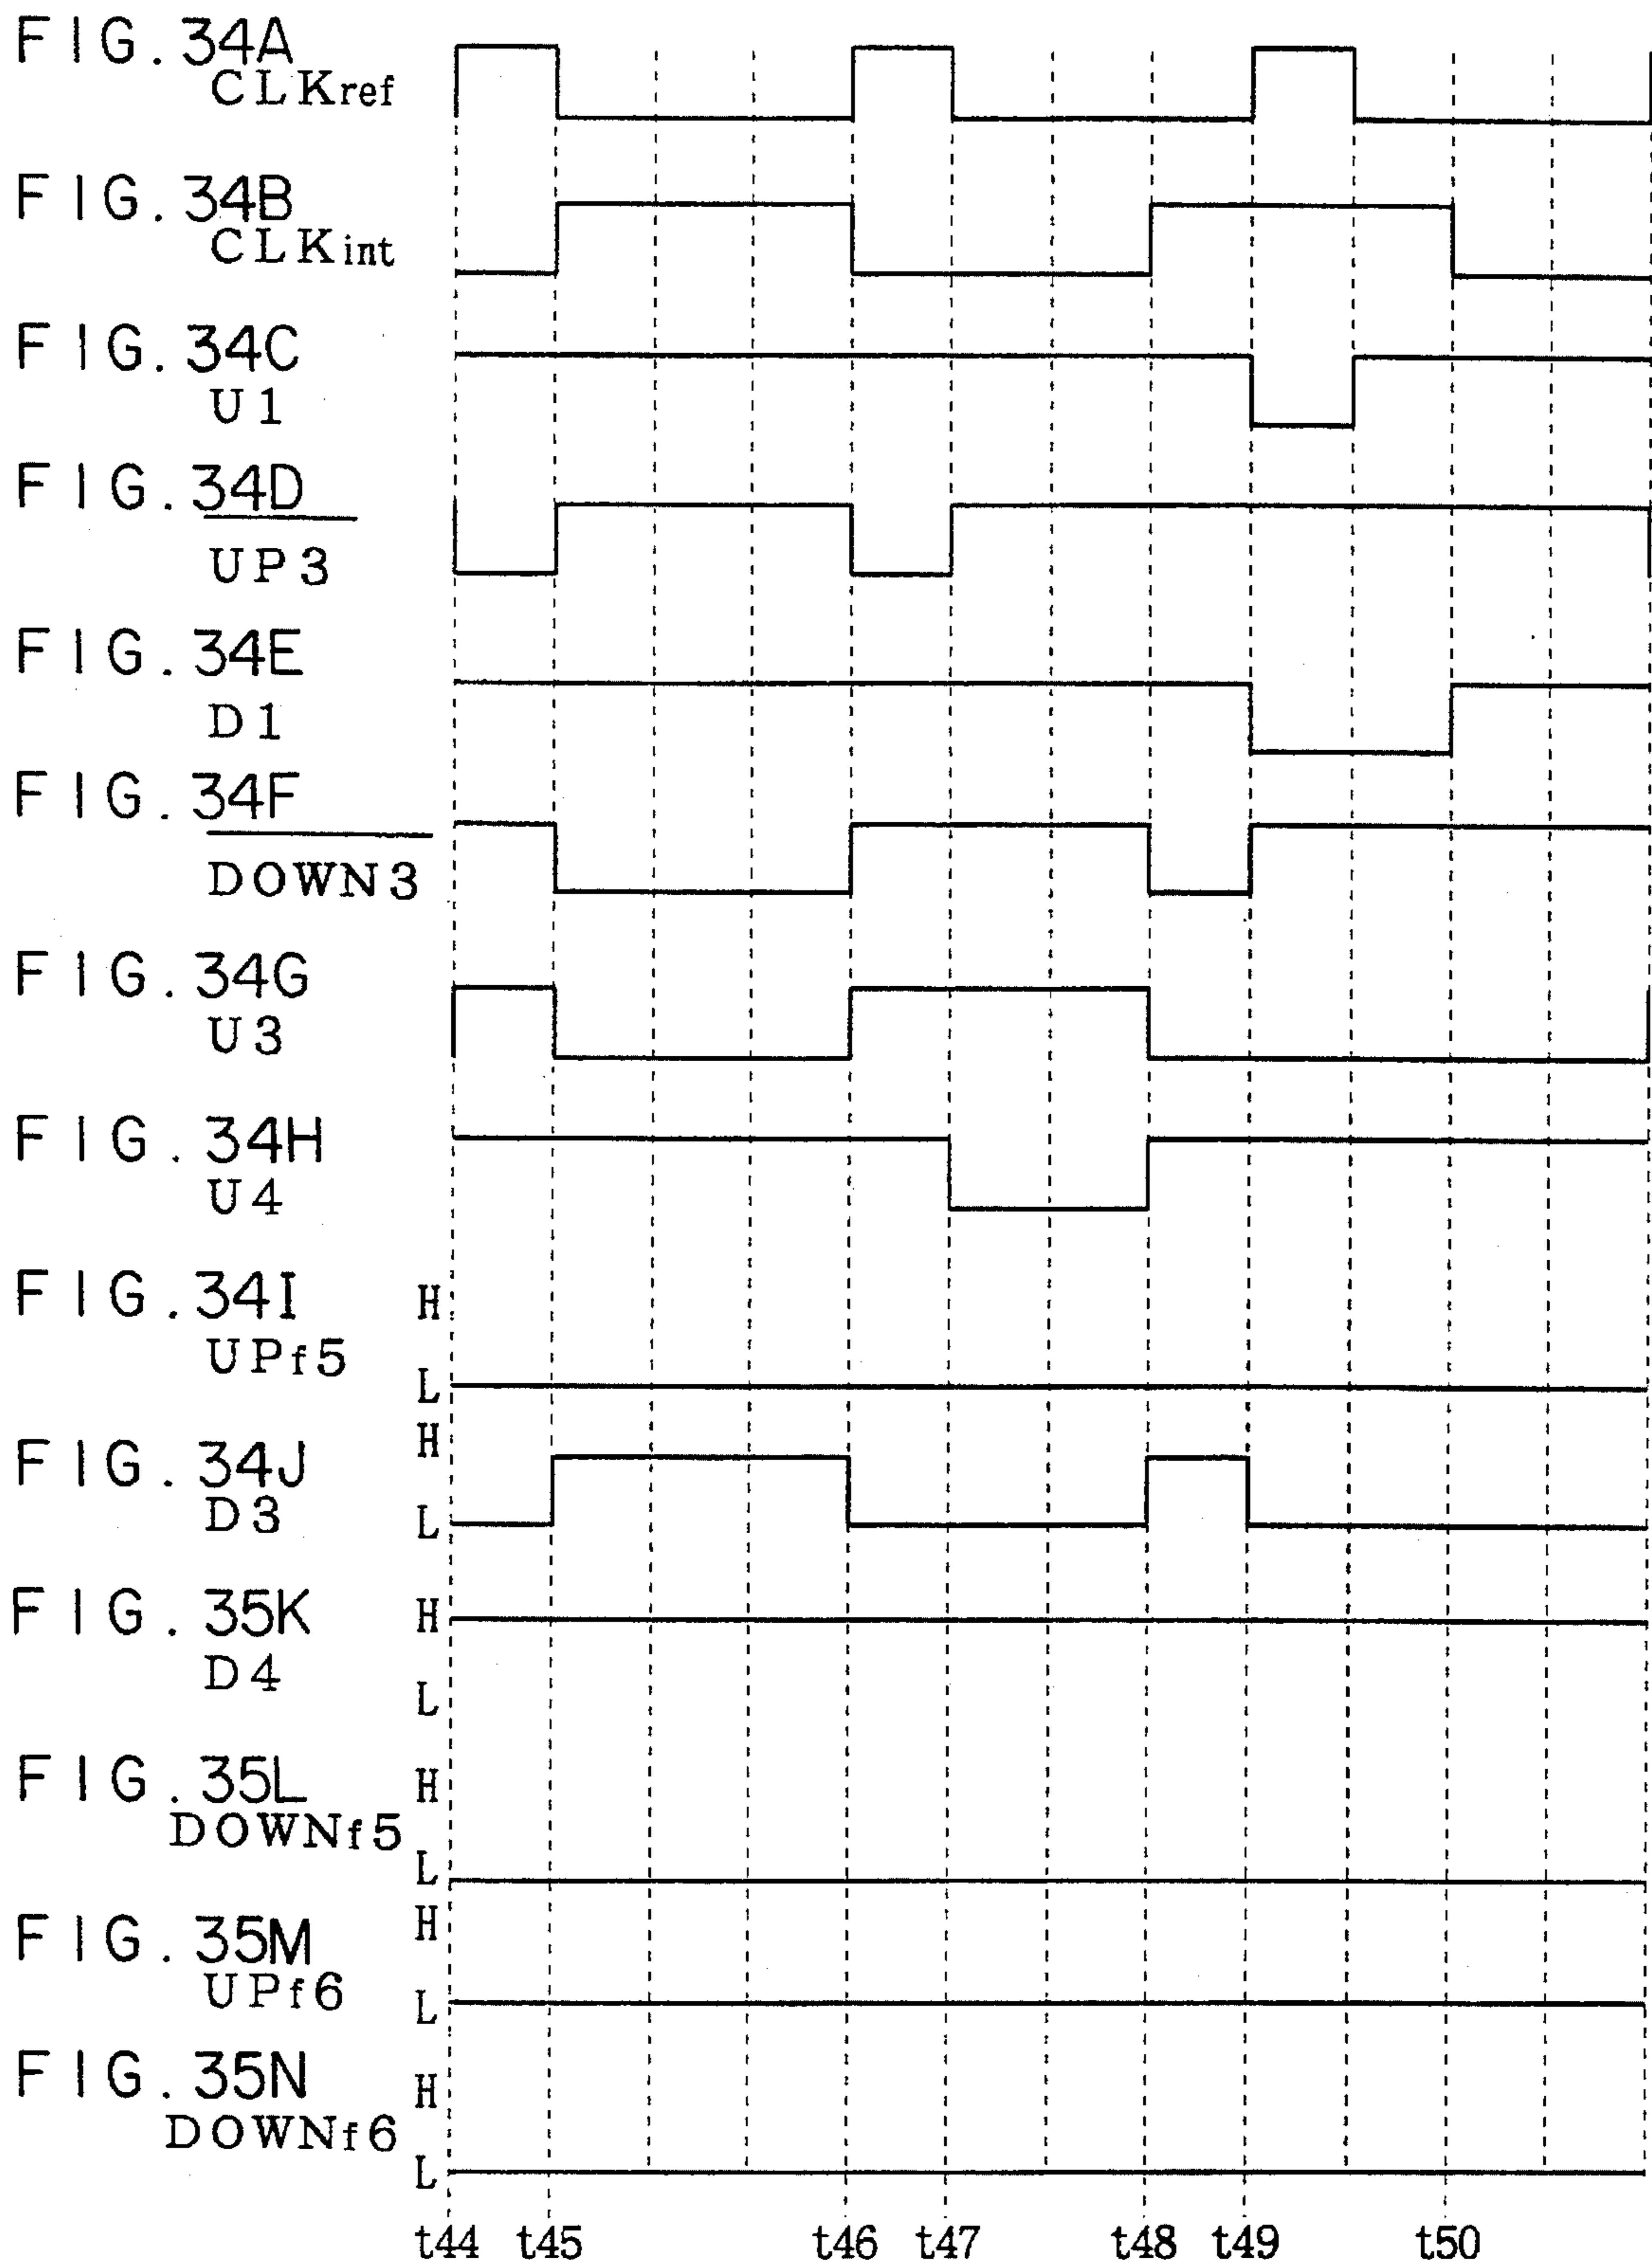 FIG. 34A
CLKref
FIG. 34B
CLKint
FIG. 34C
U1
FIG. 34D
UP3
FIG. 34E
D1
FIG. 34F
DOWN3
FIG. 34G
U3
FIG. 34H
U4
FIG. 34I
H
UPf5
L
H
FIG. 34J
D3
L
FIG. 35K
H
D4
L
FIG. 35L
H
DOWNf5
L
H
FIG. 35M
UPf6
L
FIG. 35N
H
DOWNf6
L
t44 t45 t46 t47 t48 t49 t50